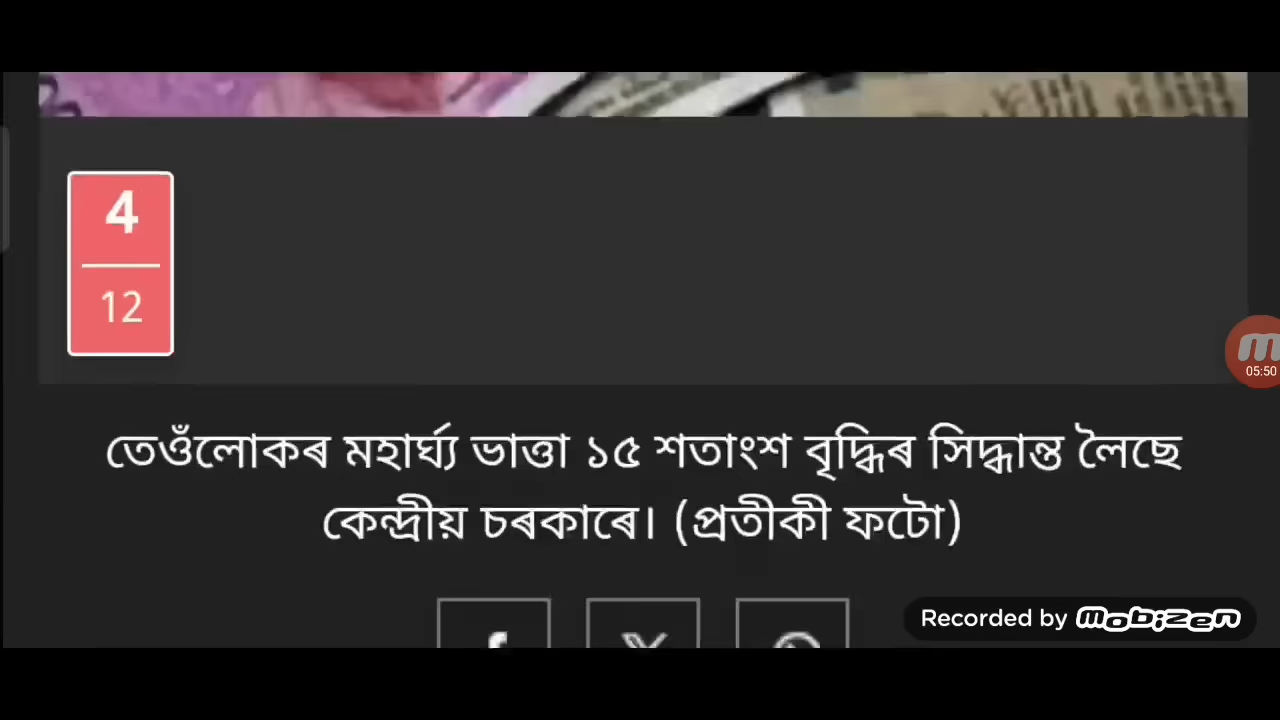 4
12
05:50
তেওঁলোকৰ মহাৰ্ঘ্য ভাত্তা ১৫ শতাংশ বৃদ্ধিৰ সিদ্ধান্ত লৈছে
কেন্দ্ৰীয় চৰকাৰে। (প্ৰতীকী ফটো)
Recorded by mobizen